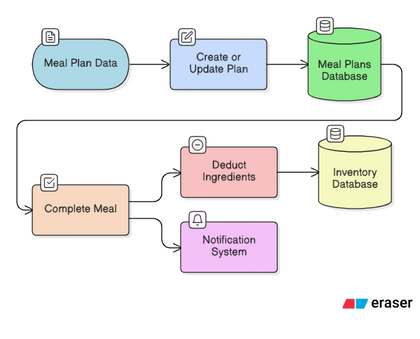 Meal Plan Data
Create or
Update Plan
Meal Plans
Database
Deduct
Ingredients
Inventory
Database
Complete Meal
Notification
System
eraser